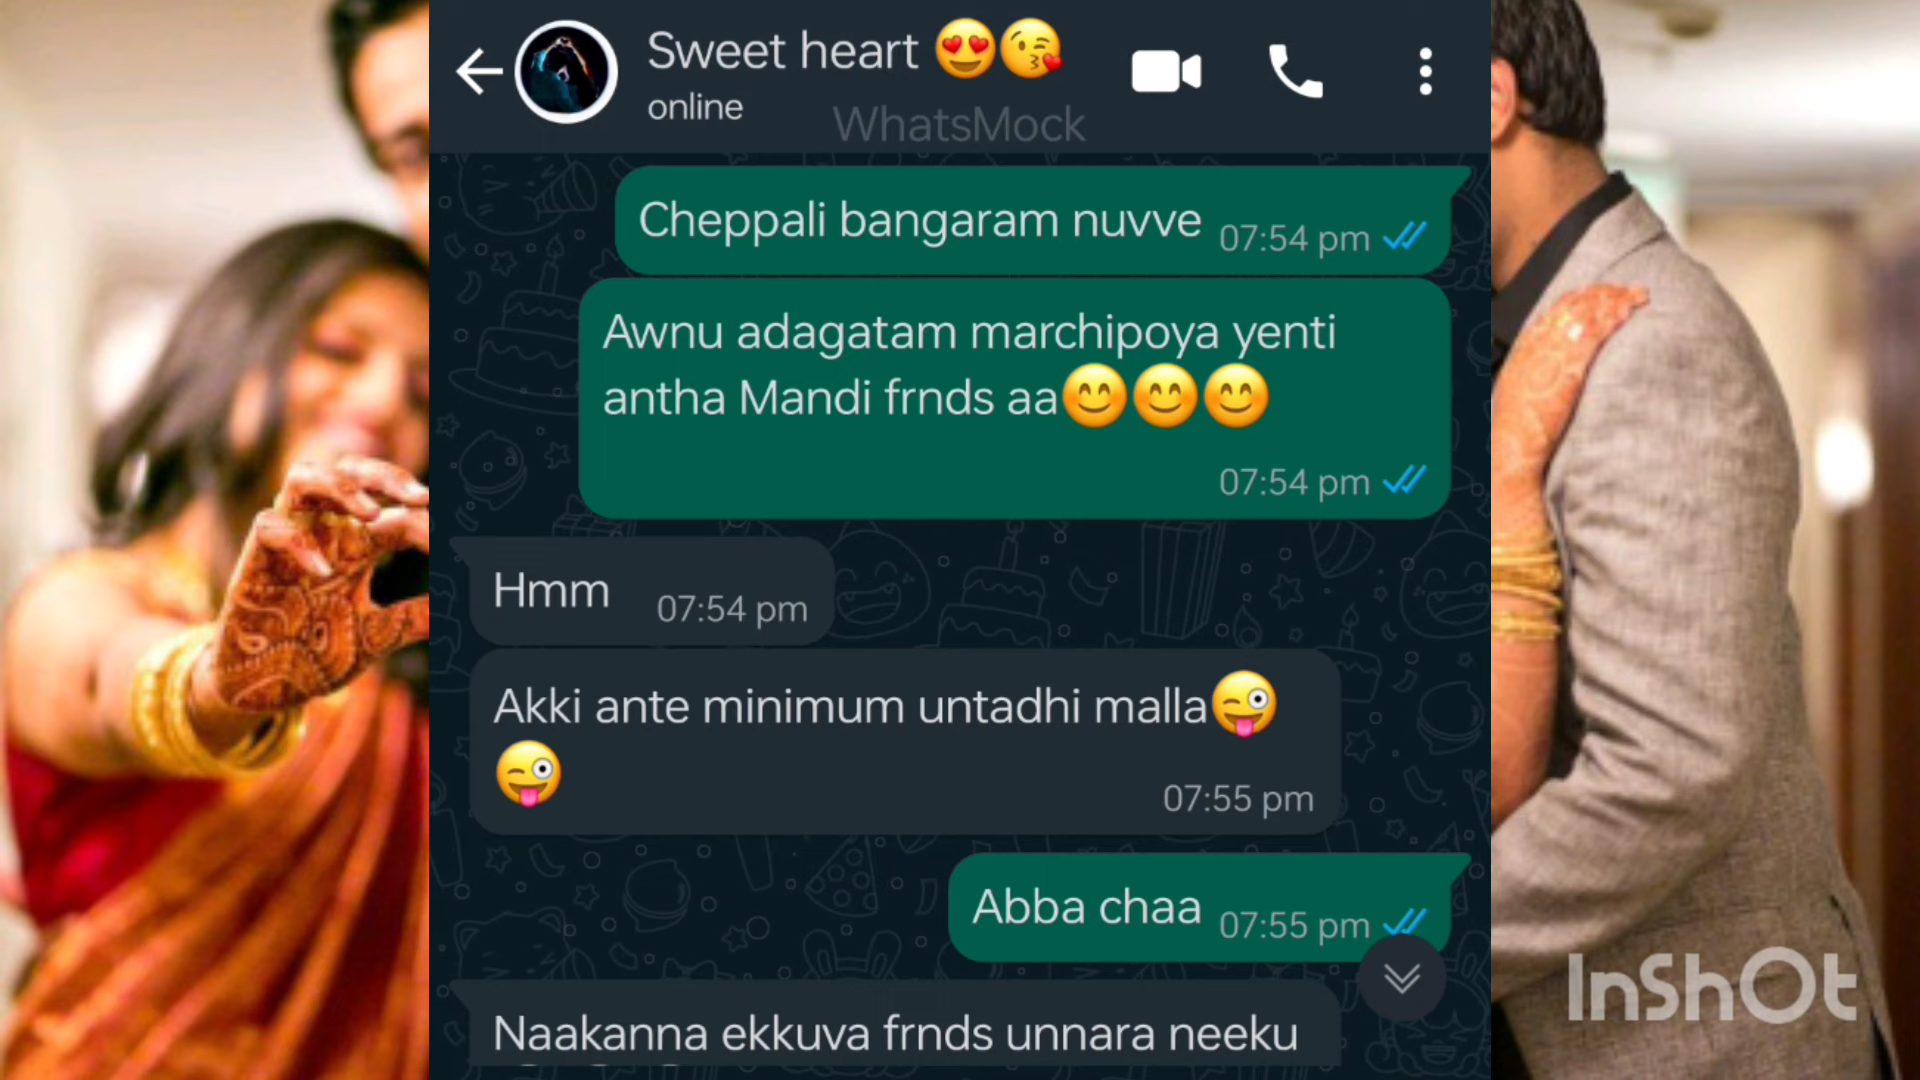 Sweet heart 😍😘
online
WhatsMock
Cheppali bangaram nuvve 07:54 pm
Awnu adagatam marchipoya yenti
antha Mandi frnds aa😊😊😊
07:54 pm
Hmm 07:54 pm
Akki ante minimum untadhi malla😜
😜
07:55 pm
Abba chaa 07:55 pm
Naakanna ekkuva frnds unnara neeku
InShOt